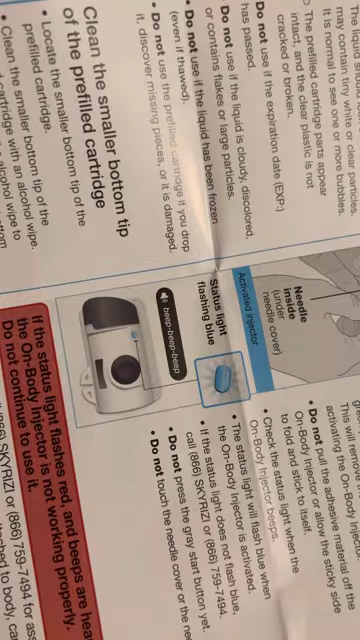 may contain tiny white or clear particles.
It is normal to see one or more bubbles.
The prefilled cartridge parts appear
intact, and the clear plastic is not
cracked or broken.
Do not use if the expiration date (EXP:)
has passed.
Do not use if the liquid is cloudy, discolored,
or contains flakes or large particles.
• Do not use if the liquid has been frozen
(even if thawed).
• Do not use the prefilled cartridge if you drop
it, discover missing pieces, or it is damaged.
Clean the smaller bottom tip
of the prefilled cartridge
• Locate the smaller bottom tip of the
prefilled cartridge.
• Clean the smaller bottom tip of the
cartridge with an alcohol wipe.
alcohol wipe to
Needle
inside
(under
needle cover)
Activated injector
Status light
flashing blue
beep-beep-beep
This will remove
activating the On-Body Injector.
• Do not pull the adhesive material off the
On-Body Injector or allow the sticky side
to fold and stick to itself.
• Check the status light when the
On-Body Injector beeps.
• The status light will flash blue when
the On-Body Injector is activated.
• If the status light does not flash blue,
call (866) SKYRIZI or (866) 759-7494.
• Do not press the gray start button yet.
• Do not touch the needle cover or the
If the status light flashes red, and beeps are
the On-Body Injector is not working properly.
Do not continue to use it.
(866) SKYRIZI or (866) 759-7494 for
to body,